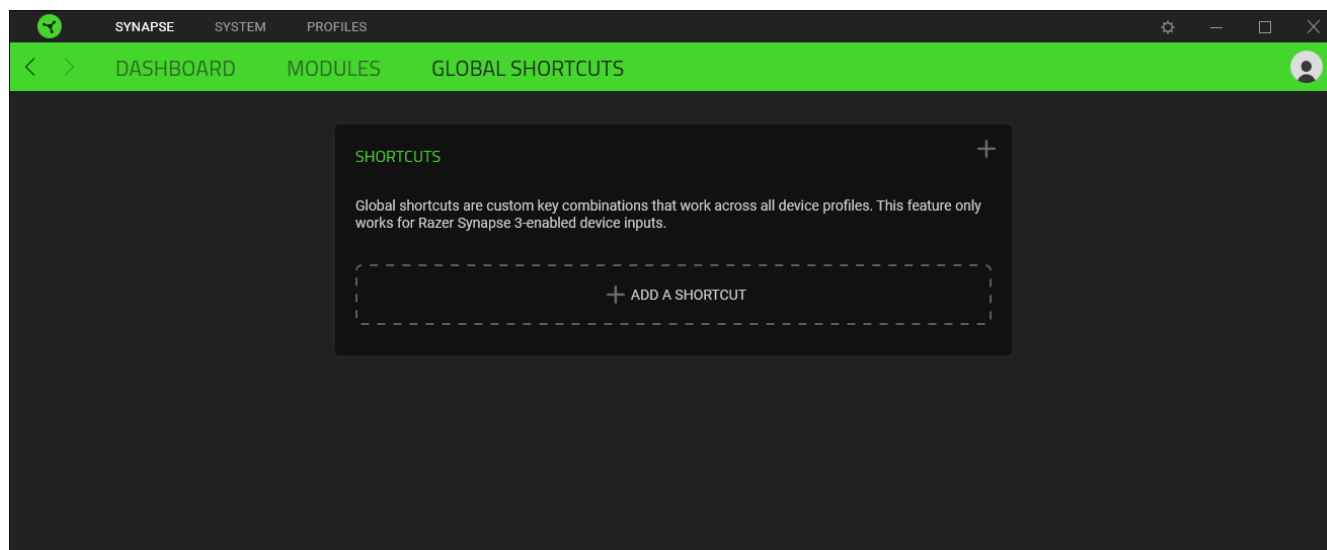 SYNAPSE SYSTEM PROFILES
DASHBOARD MODULES GLOBAL SHORTCUTS
SHORTCUTS
Global shortcuts are custom key combinations that work across all device profiles. This feature only
works for Razer Synapse 3-enabled device inputs.
ADD A SHORTCUT